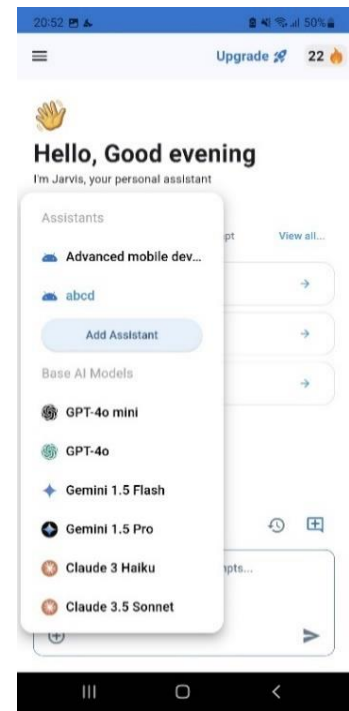 20:52
50%
Upgrade 22
Hello, Good evening
I'm Jarvis, your personal assistant
Assistants
pt View all...
Advanced mobile dev...
abcd
Add Assistant
Base AI Models
GPT-4o mini
GPT-4o
Gemini 1.5 Flash
Gemini 1.5 Pro
Claude 3 Haiku
npts...
Claude 3.5 Sonnet